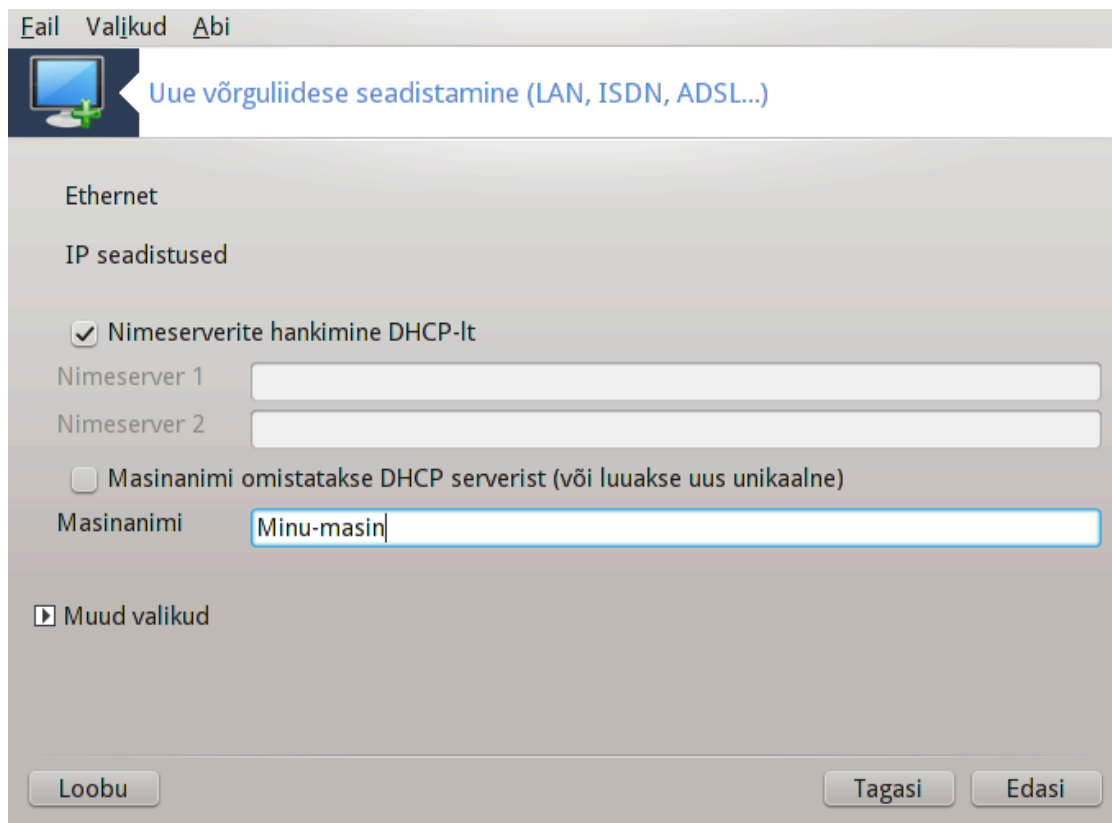 Fail Valikud Abi
Uue võrguliidese seadistamine (LAN, ISDN, ADSL...)
Ethernet
IP seadistused
Nimeserverite hankimine DHCP-lt
Nimeserver 1
Nimeserver 2
Masinanimi omistatakse DHCP serverist (või luuakse uus unikaalne)
Masinanimi Minu-masin
Muud valikud
Loobu Tagasi Edasi